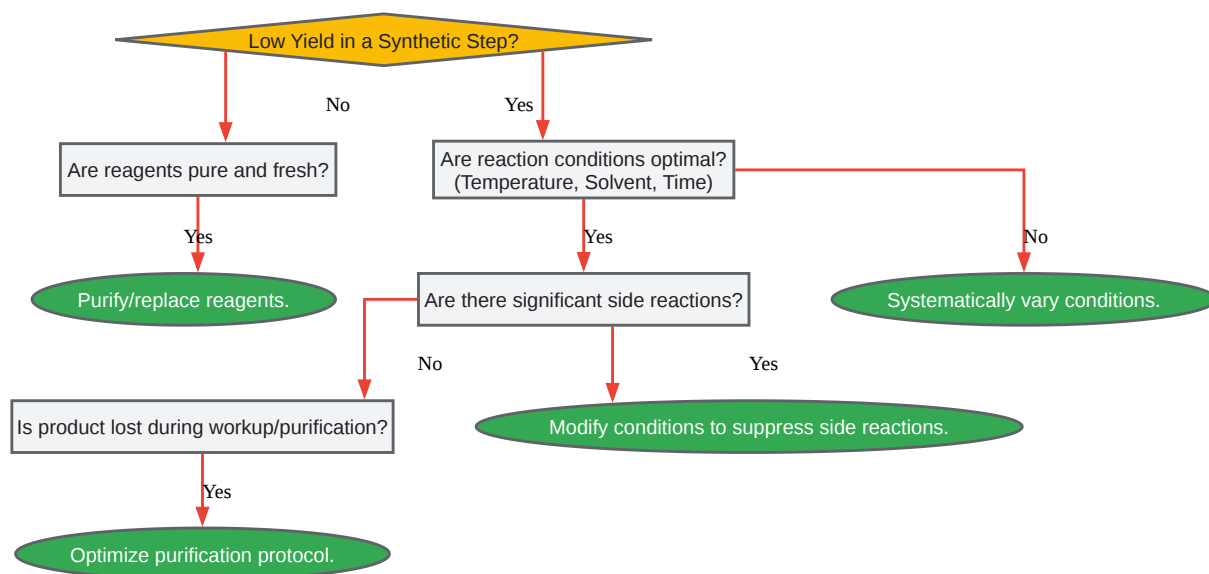 Low Yield in a Synthetic Step?
No
Yes
Are reagents pure and fresh?
Are reaction conditions optimal?
(Temperature, Solvent, Time)
Yes
Yes
No
Purify/replace reagents.
Are there significant side reactions?
Systematically vary conditions.
No
Yes
Is product lost during workup/purification?
Modify conditions to suppress side reactions.
Yes
Optimize purification protocol.